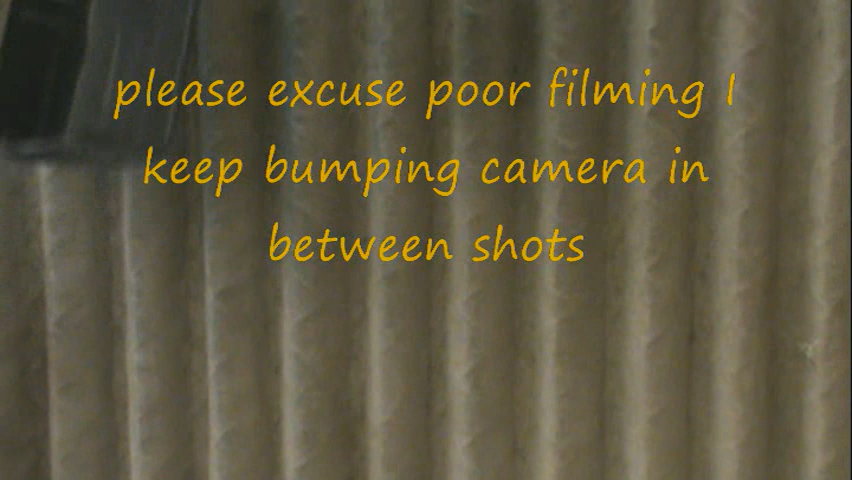 please excuse poor filming I
keep bumping camera in
between shots